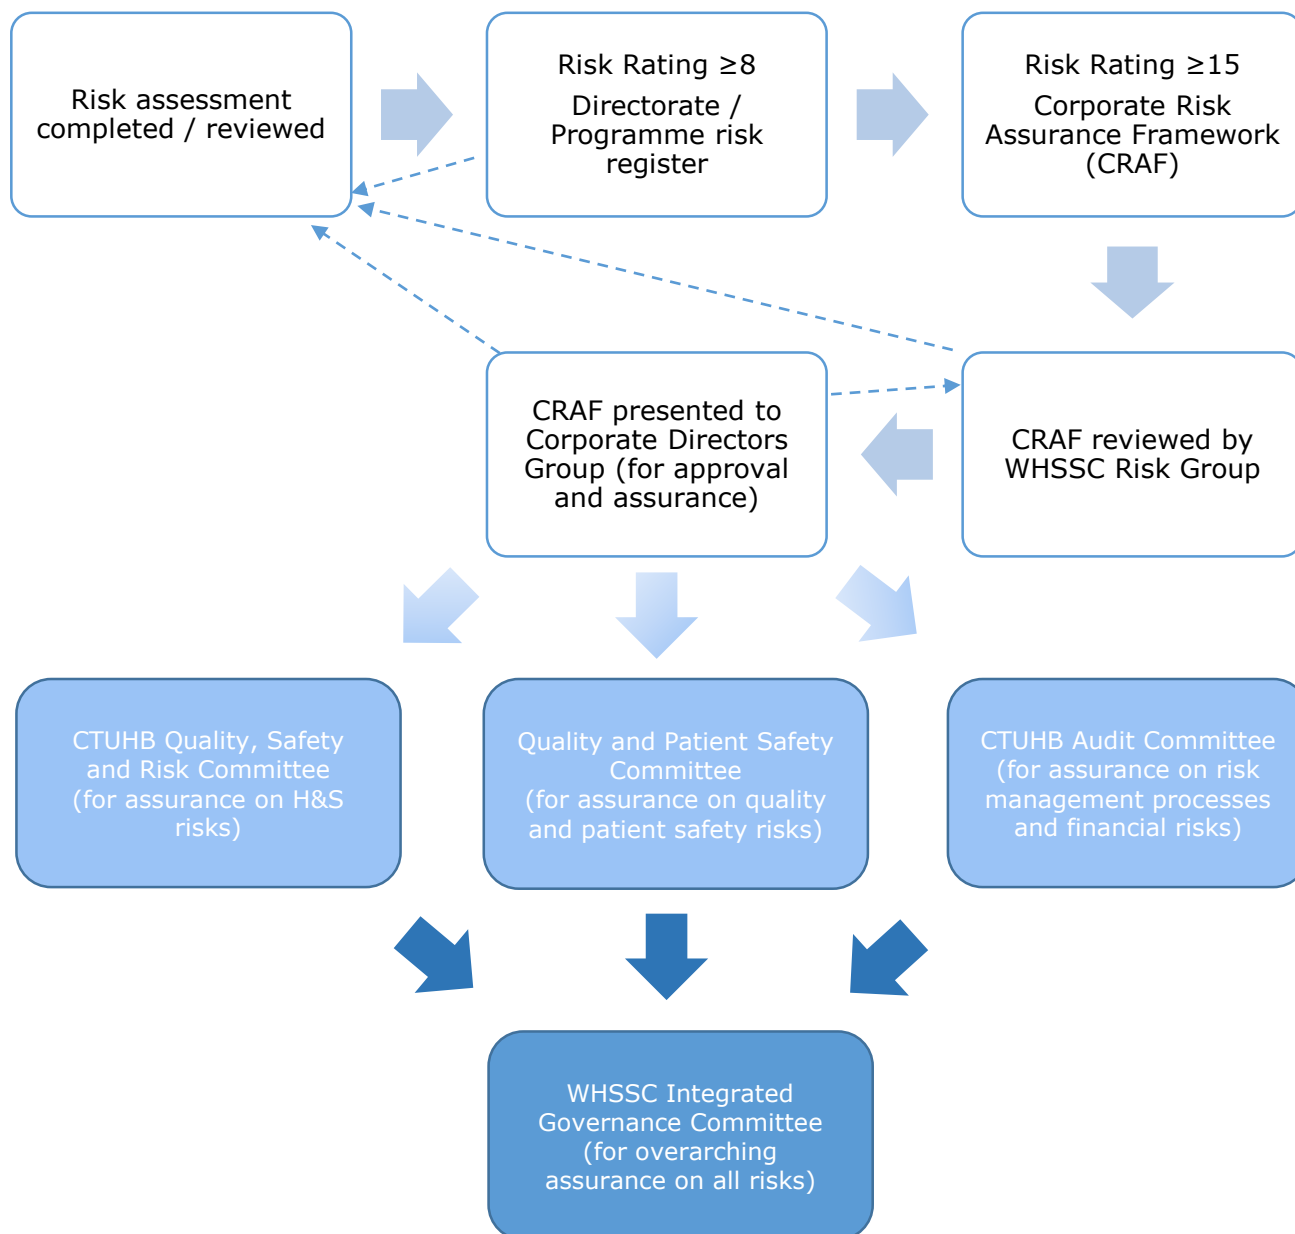 Risk assessment
completed / reviewed
Risk Rating ≥8
Directorate /
Programme risk
register
Risk Rating ≥15
Corporate Risk
Assurance Framework
(CRAF)
CRAF presented to
Corporate Directors
Group (for approval
and assurance)
CRAF reviewed by
WHSSC Risk Group
CTUHB Quality, Safety
and Risk Committee
(for assurance on H&S
risks)
Quality and Patient Safety
Committee
(for assurance on quality
and patient safety risks)
CTUHB Audit Committee
(for assurance on risk
management processes
and financial risks)
WHSSC Integrated
Governance Committee
(for overarching
assurance on all risks)